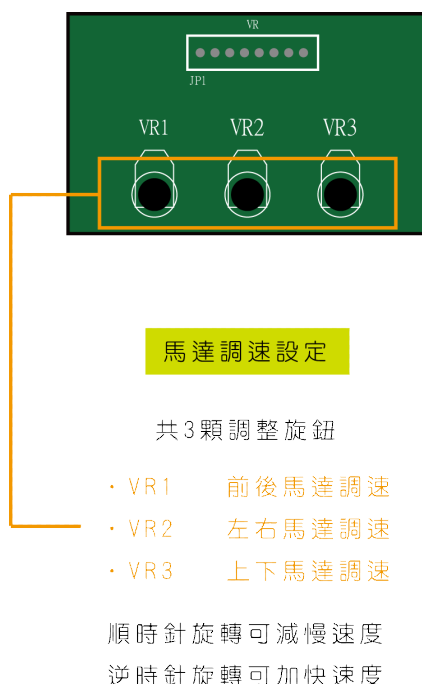 VR
JP1
VR1 VR2 VR3
馬達調速設定
共3顆調整旋鈕
・VR1 前後馬達調速
・VR2 左右馬達調速
・VR3 上下馬達調速
順時針旋轉可減慢速度
逆時針旋轉可加快速度